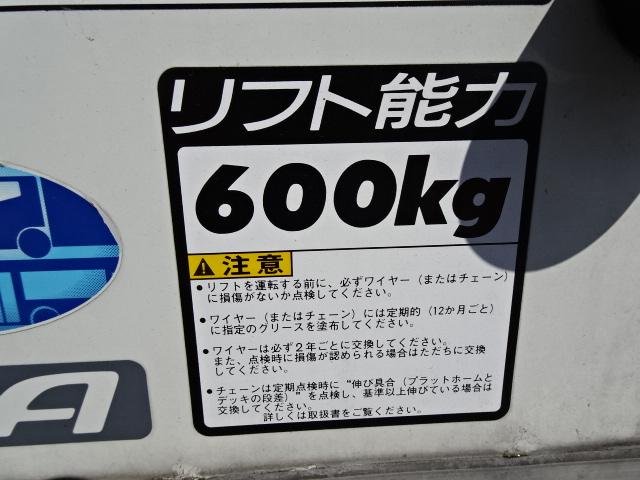 リフト能力
600kg
注意
●リフトを運転する前に、必ずワイヤー（またはチェーン）
に損傷がないか点検してください。
●ワイヤー（またはチェーン）には定期的（12か月ごと）
に指定のグリースを塗布してください。
●ワイヤーは必ず2年ごとに交換してください。
また、点検時に損傷が認められる場合はただちに交換
してください。
●チェーンは定期点検時に“伸び具合（プラットホームと
デッキの段差）”を点検し、基準以上伸びている場合は
交換してください。
詳しくは取扱書をご覧ください。
A